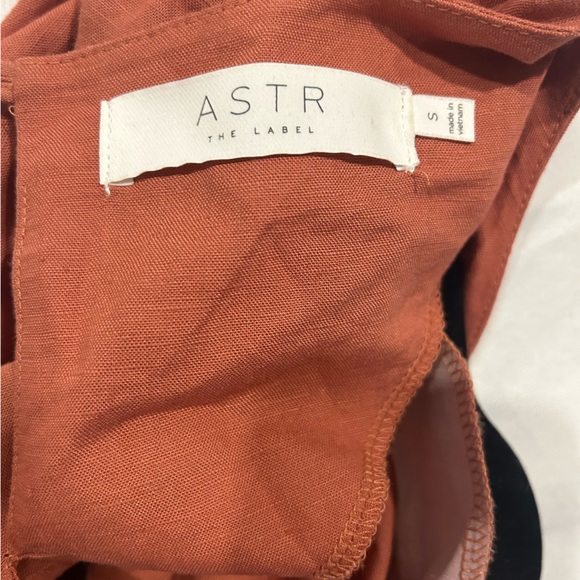 ASTR
THE LABEL
S
made in
vietnam